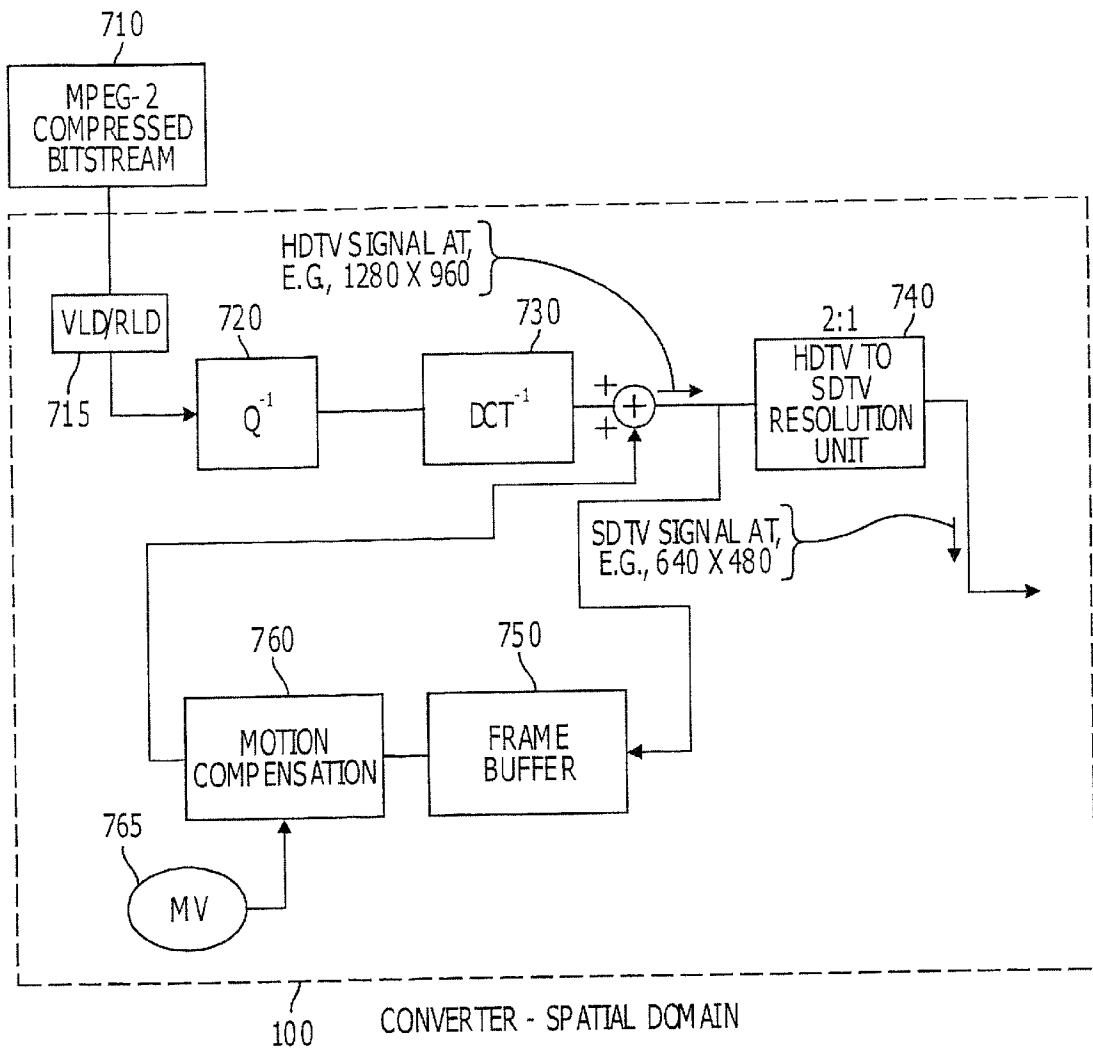 710
MPEG-2
COMPRESSED
BITSTREAM
HDTV SIGNAL AT,
E.G., 1280 X 960
VLD/RLD
715
720
Q⁻¹
730
DCT⁻¹
+
+
+
2:1
740
HDTV TO
SDTV
RESOLUTION
UNIT
SDTV SIGNAL AT,
E.G., 640 X 480
760
MOTION
COMPENSATION
750
FRAME
BUFFER
765
MV
100
CONVERTER - SPATIAL DOMAIN